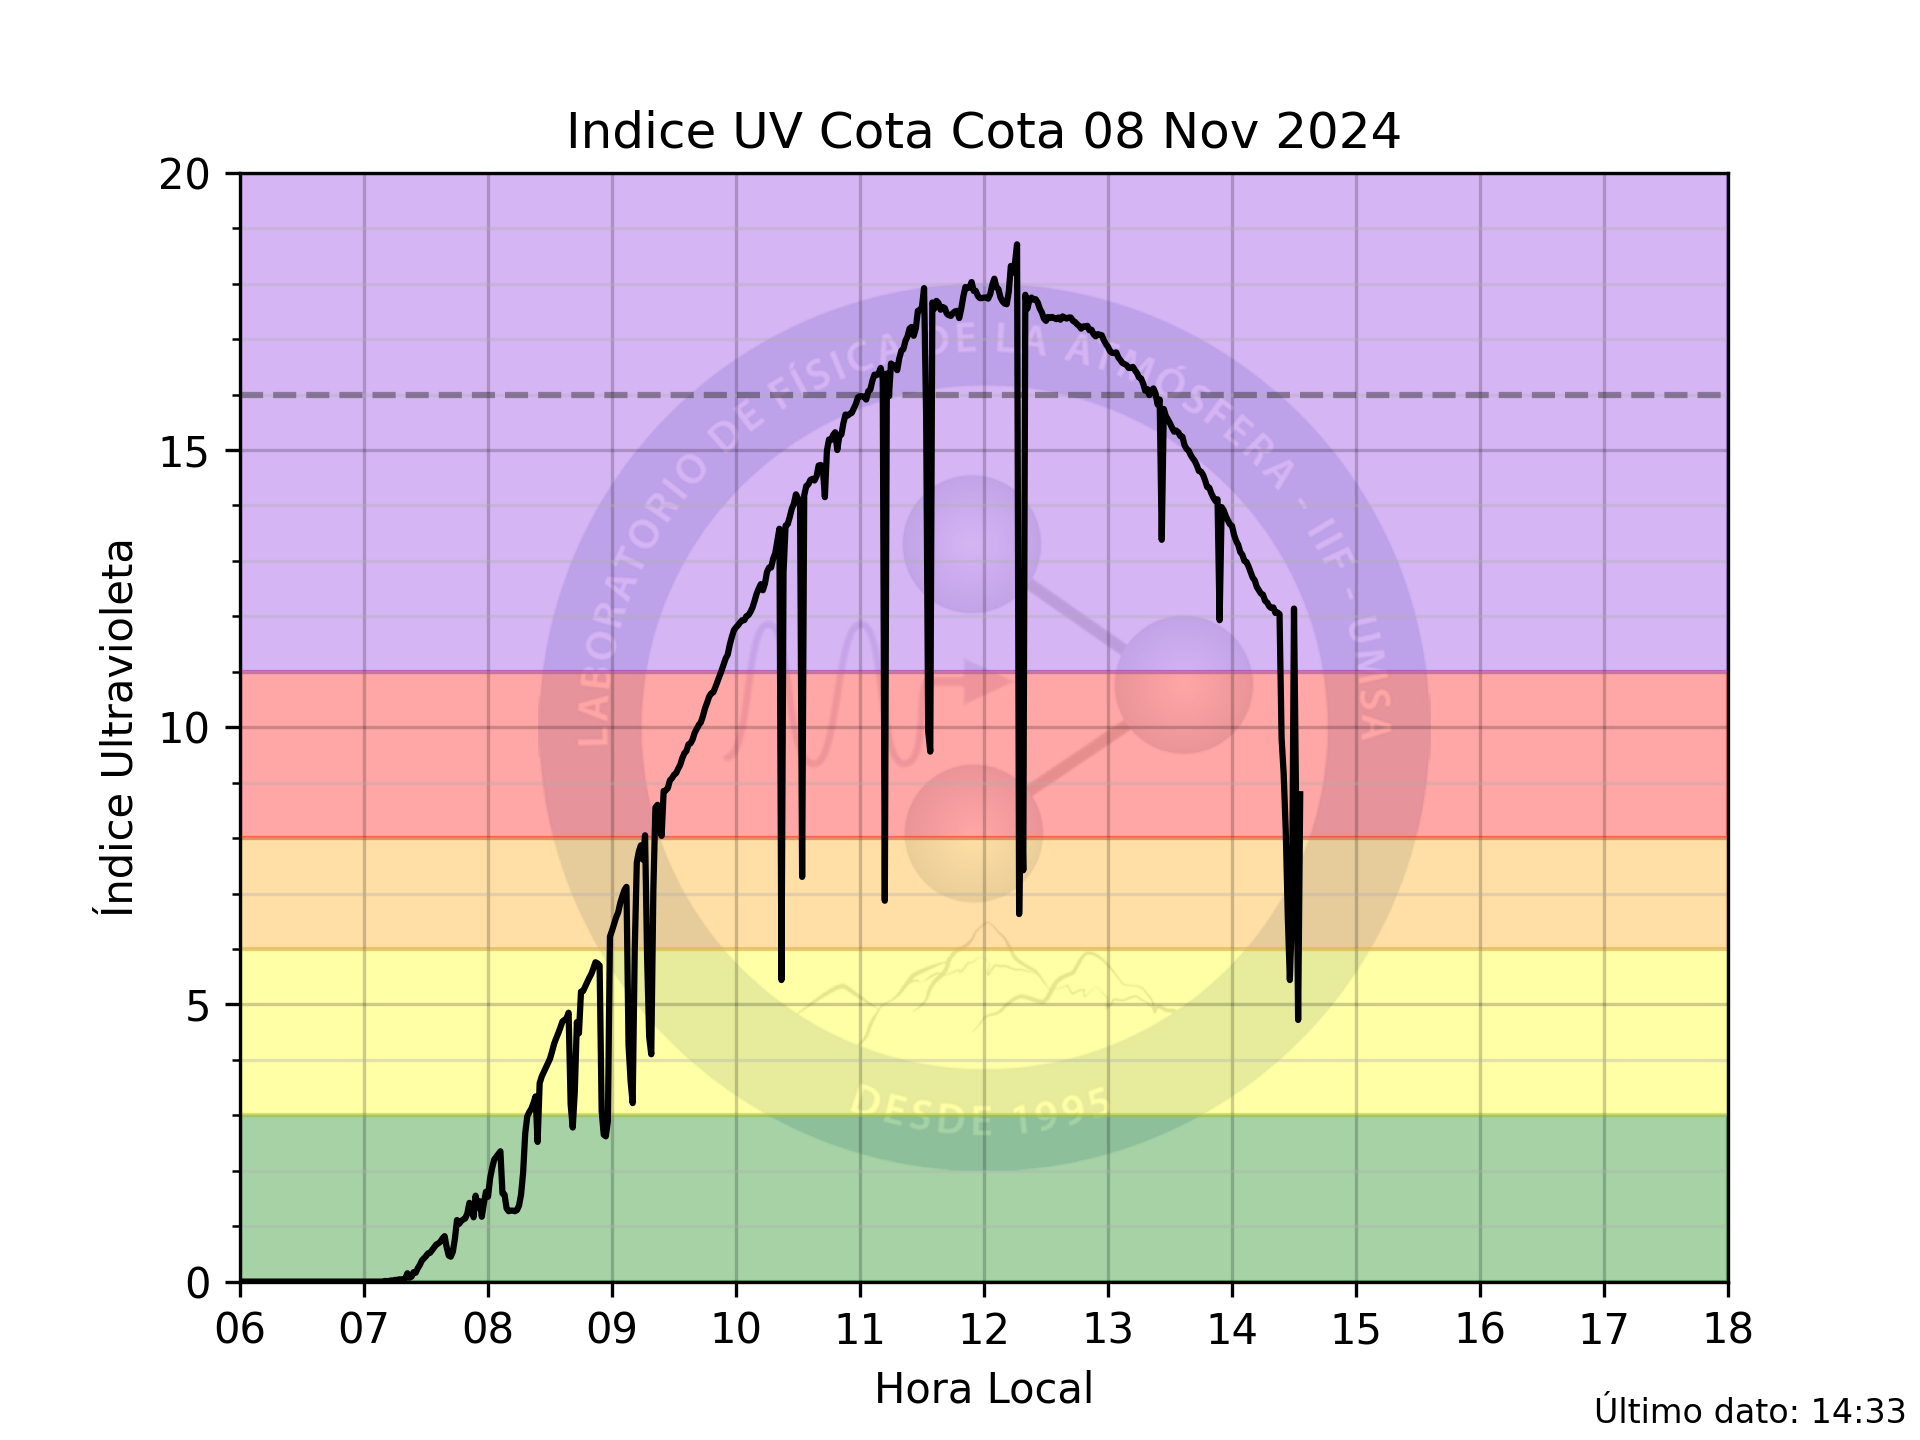 Indice UV Cota Cota 08 Nov 2024
20
15
10
5
0
Índice Ultravioleta
LABORATORIO DE FÍSICA DE LA ATMÓSFERA - IIF - UMSA
DESDE 1995
06 07 08 09 10 11 12 13 14 15 16 17 18
Hora Local
Último dato: 14:33